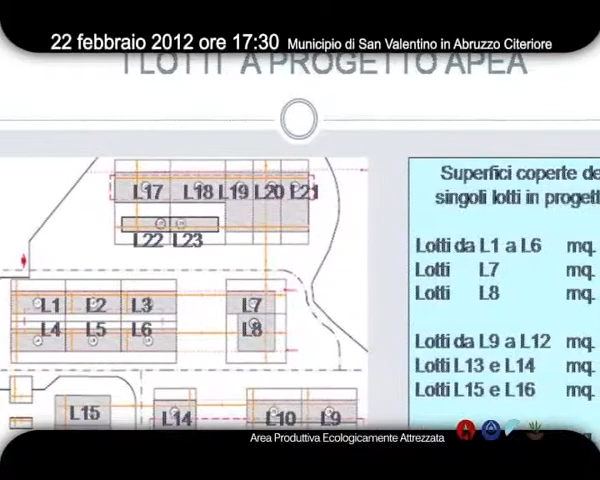 22 febbraio 2012 ore 17:30 Municipio di San Valentino in Abruzzo Citeriore
I LOTTI A PROGETTO APEA
Superfici coperte de
singoli lotti in progett
L17 L18 L19 L20 L21
L22 L23
Lotti da L1 a L6 mq.
Lotti L7 mq.
Lotti L8 mq.
L1 L2 L3 L7
L4 L5 L6 L8
Lotti da L9 a L12 mq.
Lotti L13 e L14 mq.
Lotti L15 e L16 mq.
L15 L14 L10 L9
Area Produttiva Ecologicamente Attrezzata